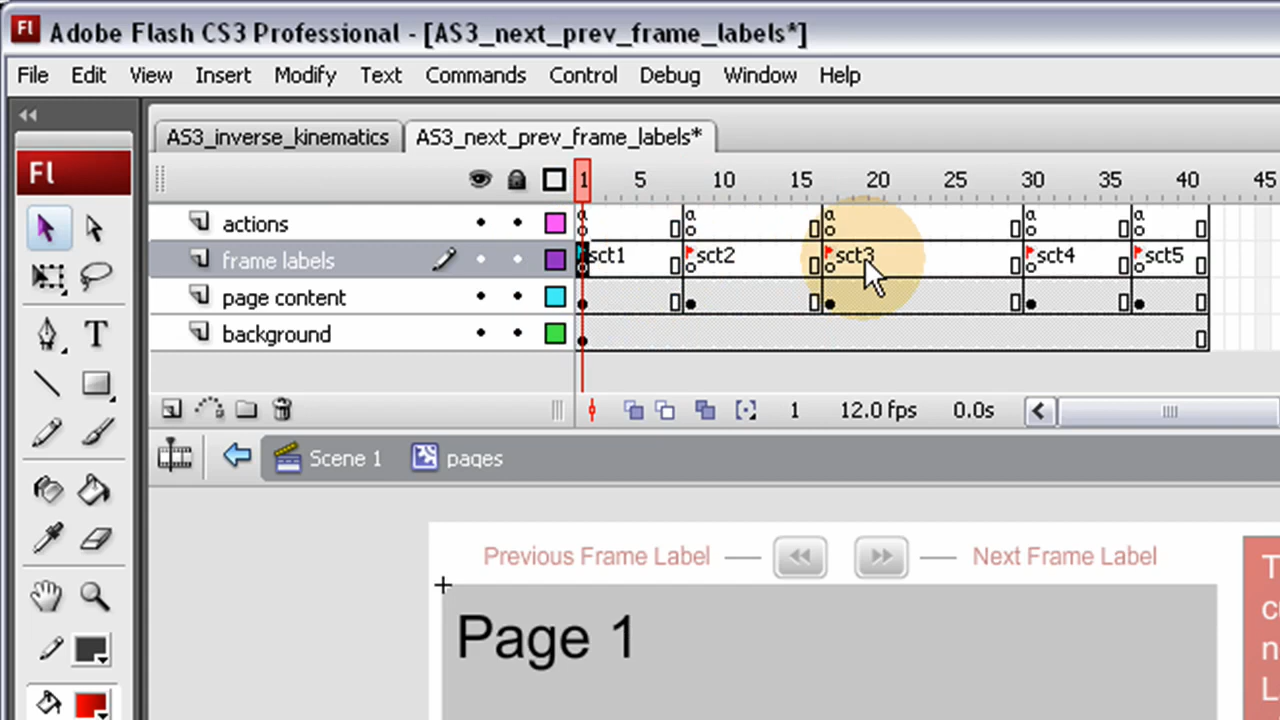 Fl Adobe Flash CS3 Professional - [AS3_next_prev_frame_labels*]
File Edit View Insert Modify Text Commands Control Debug Window Help
AS3_inverse_kinematics AS3_next_prev_frame_labels*
Fl
1 5 10 15 20 25 30 35 40 45
actions a a a a a
frame labels sct1 sct2 sct3 sct4 sct5
page content
background
1 12.0 fps 0.0s
Scene 1 pages
T
Previous Frame Label Next Frame Label
Page 1
T
c
n
L